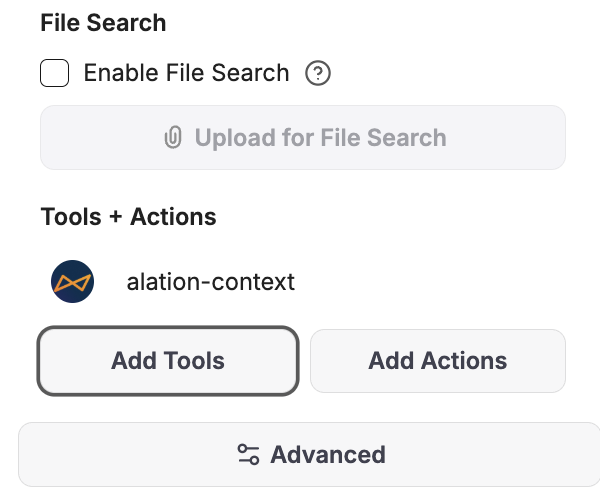 File Search
Enable File Search ?
Upload for File Search
Tools + Actions
alation-context
Add Tools Add Actions
Advanced